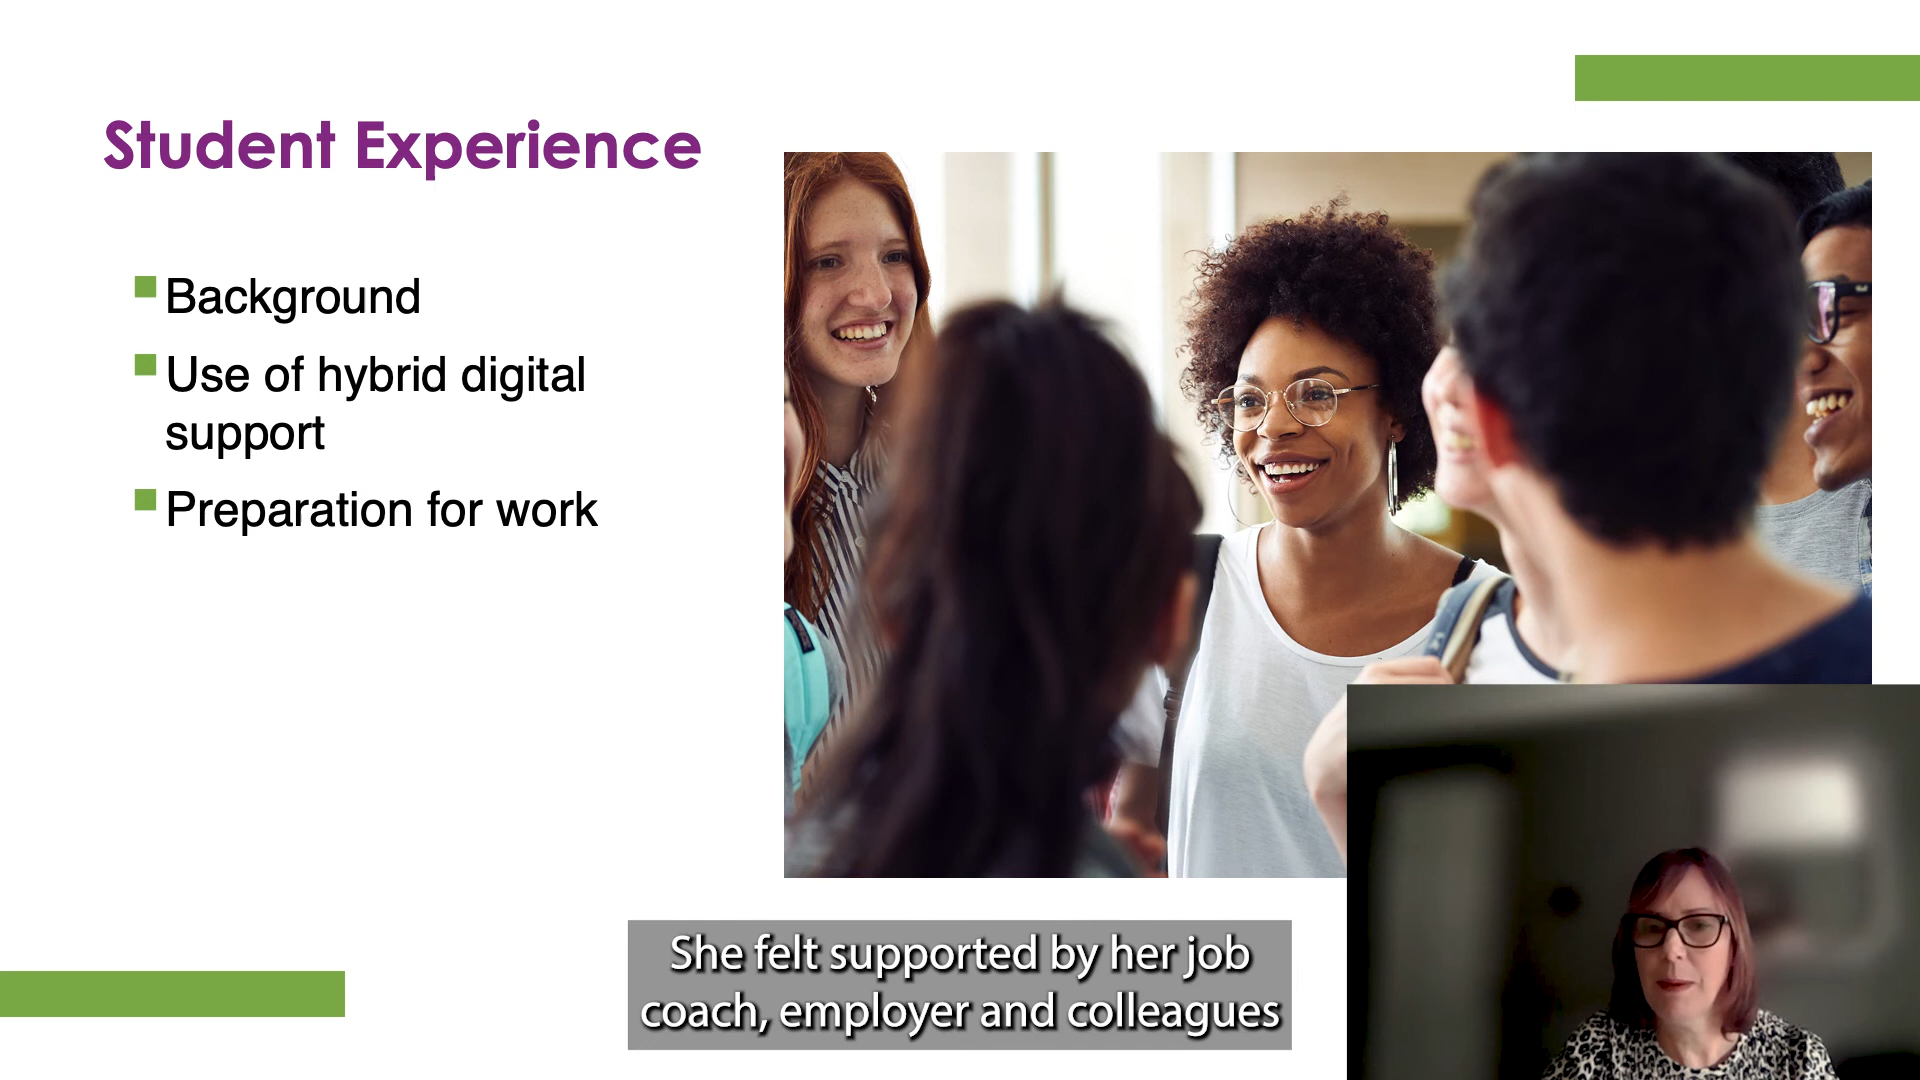 Student Experience
Background
Use of hybrid digital
support
Preparation for work
She felt supported by her job
coach, employer and colleagues